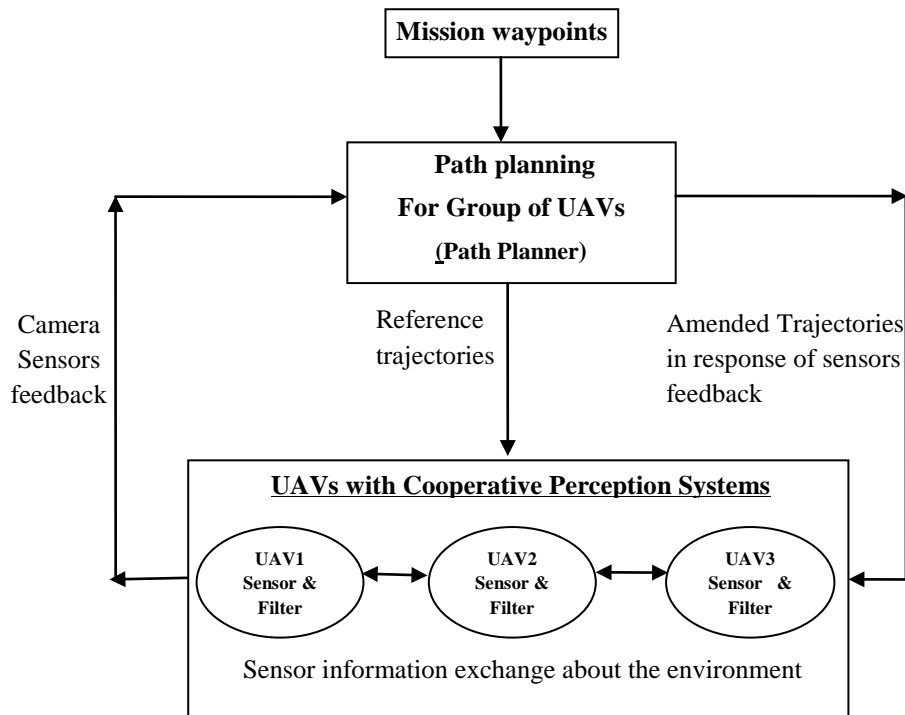 Mission waypoints
Path planning
For Group of UAVs
(Path Planner)
Camera
Sensors
feedback
Reference
trajectories
Amended Trajectories
in response of sensors
feedback
UAVs with Cooperative Perception Systems
UAV1
Sensor &
Filter
UAV2
Sensor &
Filter
UAV3
Sensor &
Filter
Sensor information exchange about the environment